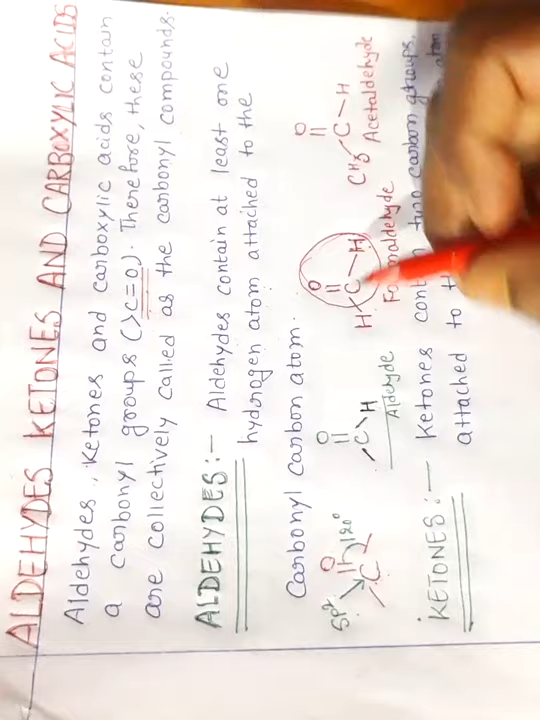 ALDEHYDES KETONES AND CARBOXYLIC ACIDS
Aldehydes, Ketones and carboxylic acids contain
a carbonyl groups (>C=O). Therefore, these
are collectively called as the carbonyl compounds.
ALDEHYDES:- Aldehydes contain at least one
hydrogen atom attached to the
Carbonyl carbon atom.
SP² O 120° C
O C H Aldehyde
O H C H
O CH₃ C H Acetaldehyde
KETONES:- Ketones two carbon groups,
attached to